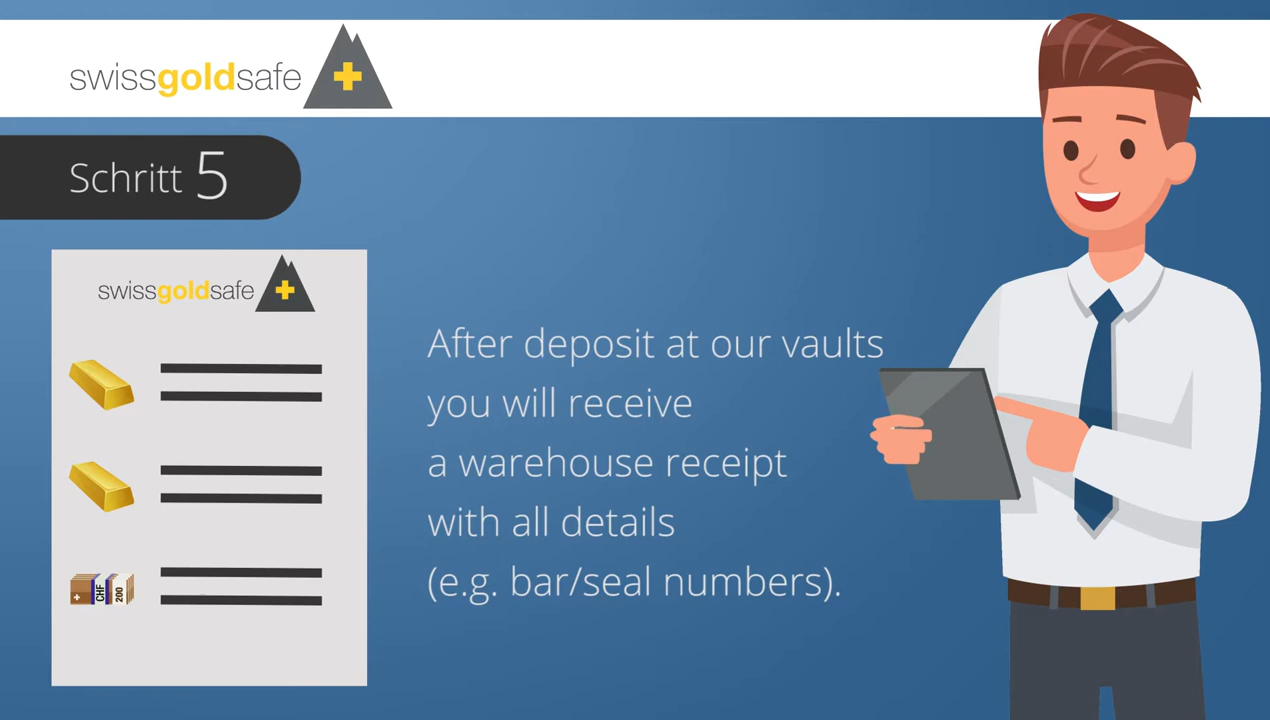 swissgoldsafe
Schritt 5
swissgoldsafe
CHF
200
After deposit at our vaults
you will receive
a warehouse receipt
with all details
(e.g. bar/seal numbers).